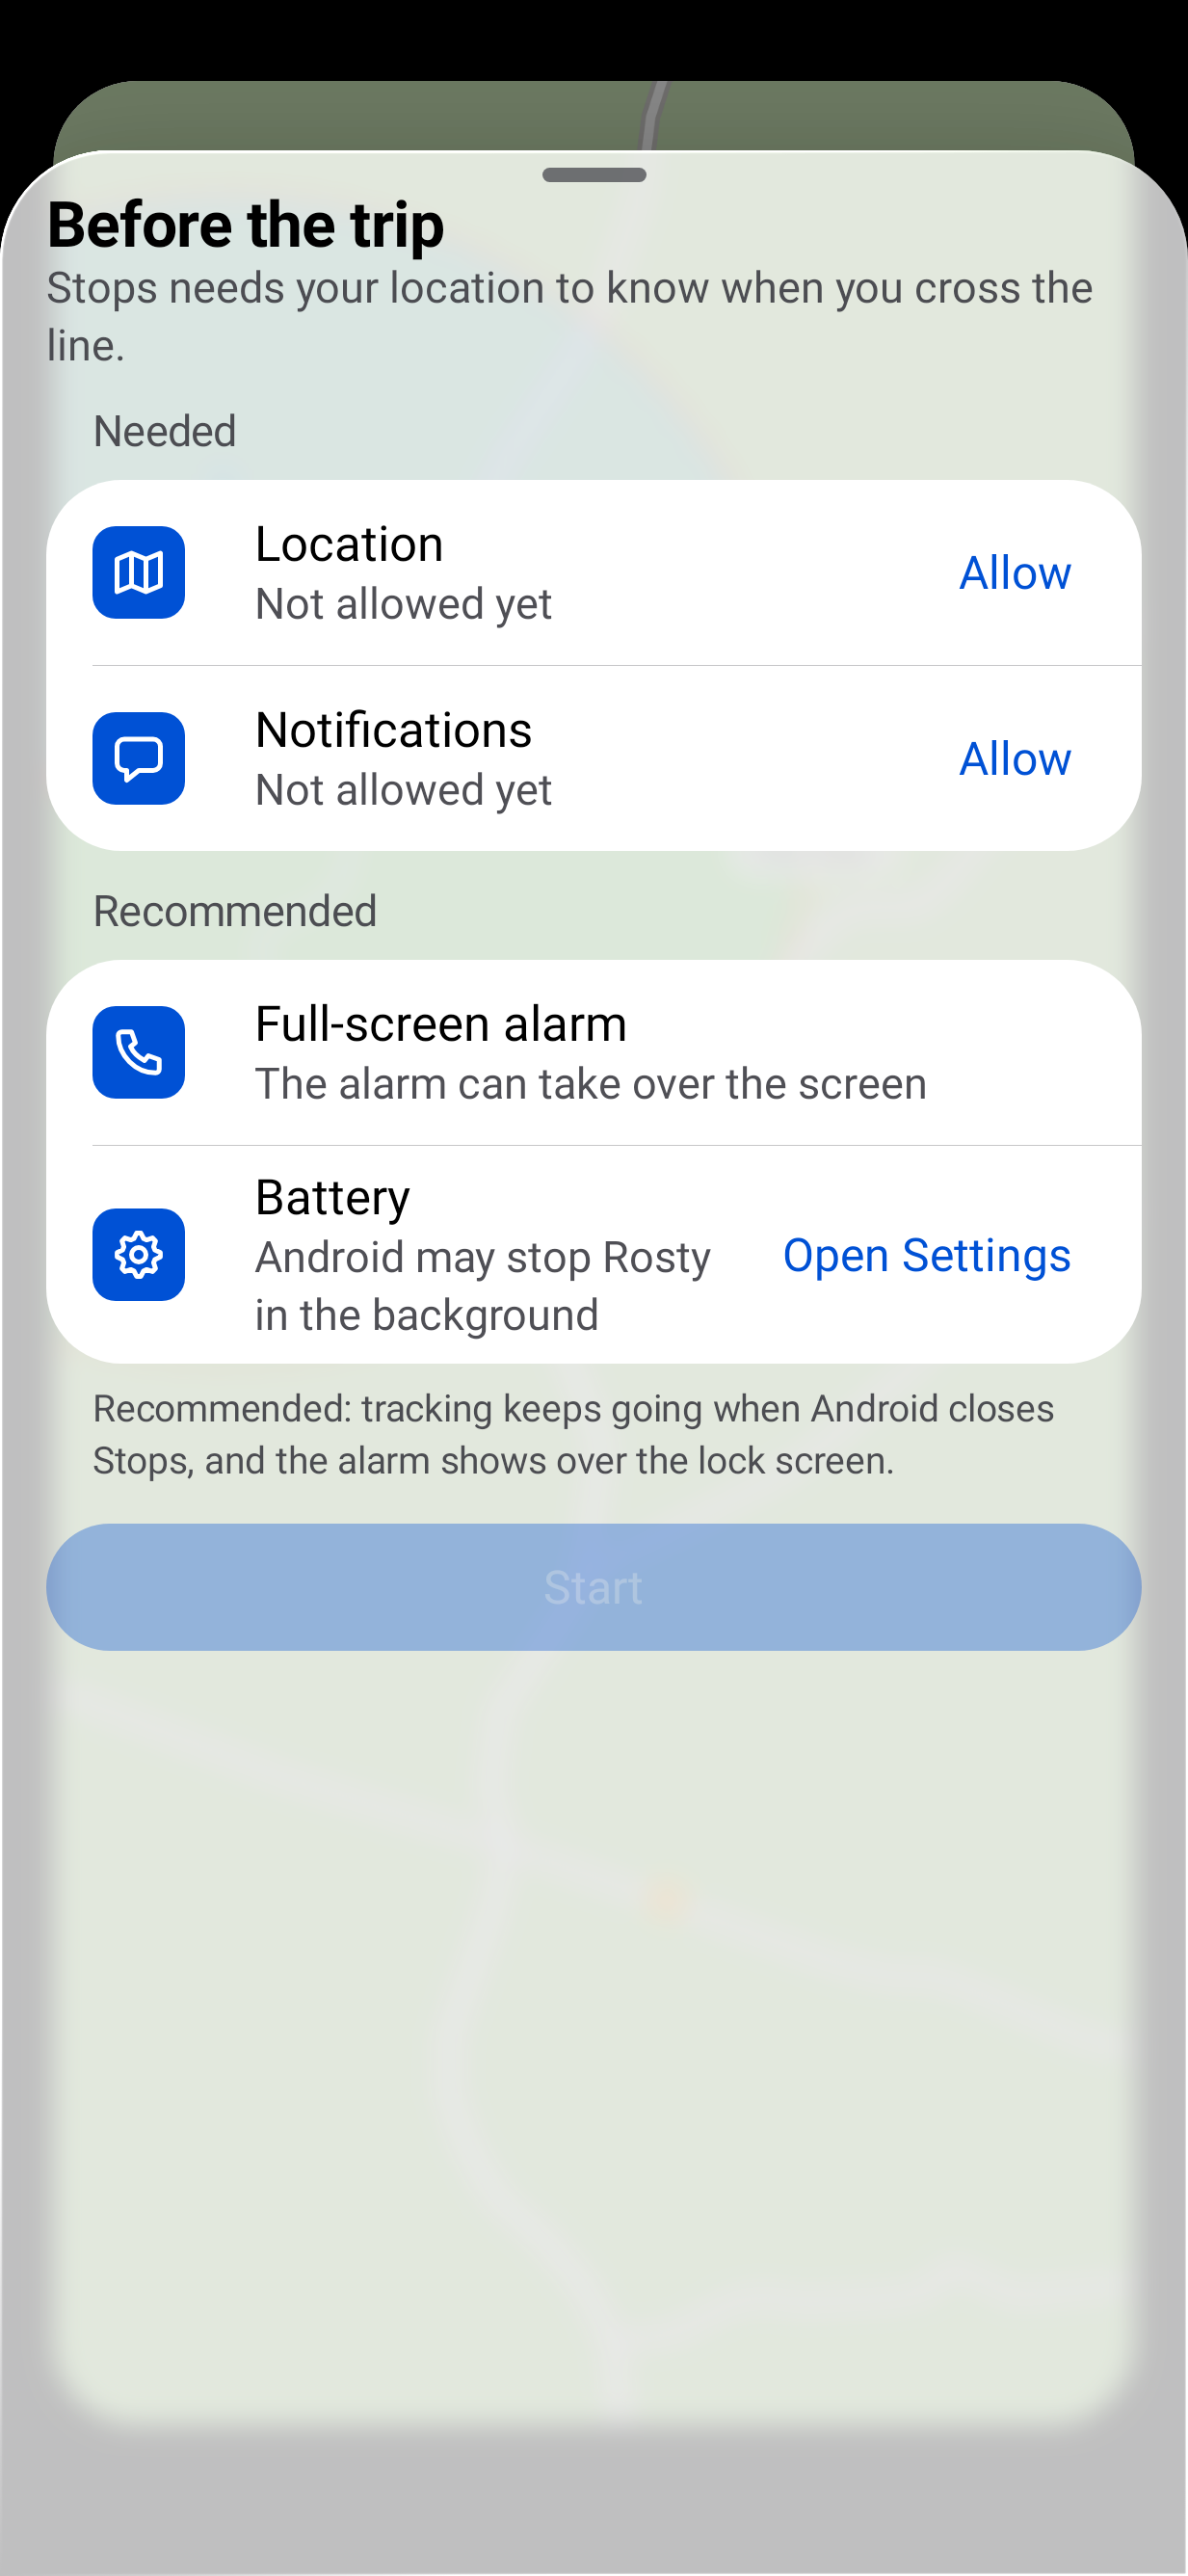 Before the trip
Stops needs your location to know when you cross the
line.
Needed
Location
Not allowed yet
Allow
Notifications
Not allowed yet
Allow
Recommended
Full-screen alarm
The alarm can take over the screen
Battery
Android may stop Rosty
in the background
Open Settings
Recommended: tracking keeps going when Android closes
Stops, and the alarm shows over the lock screen.
Start